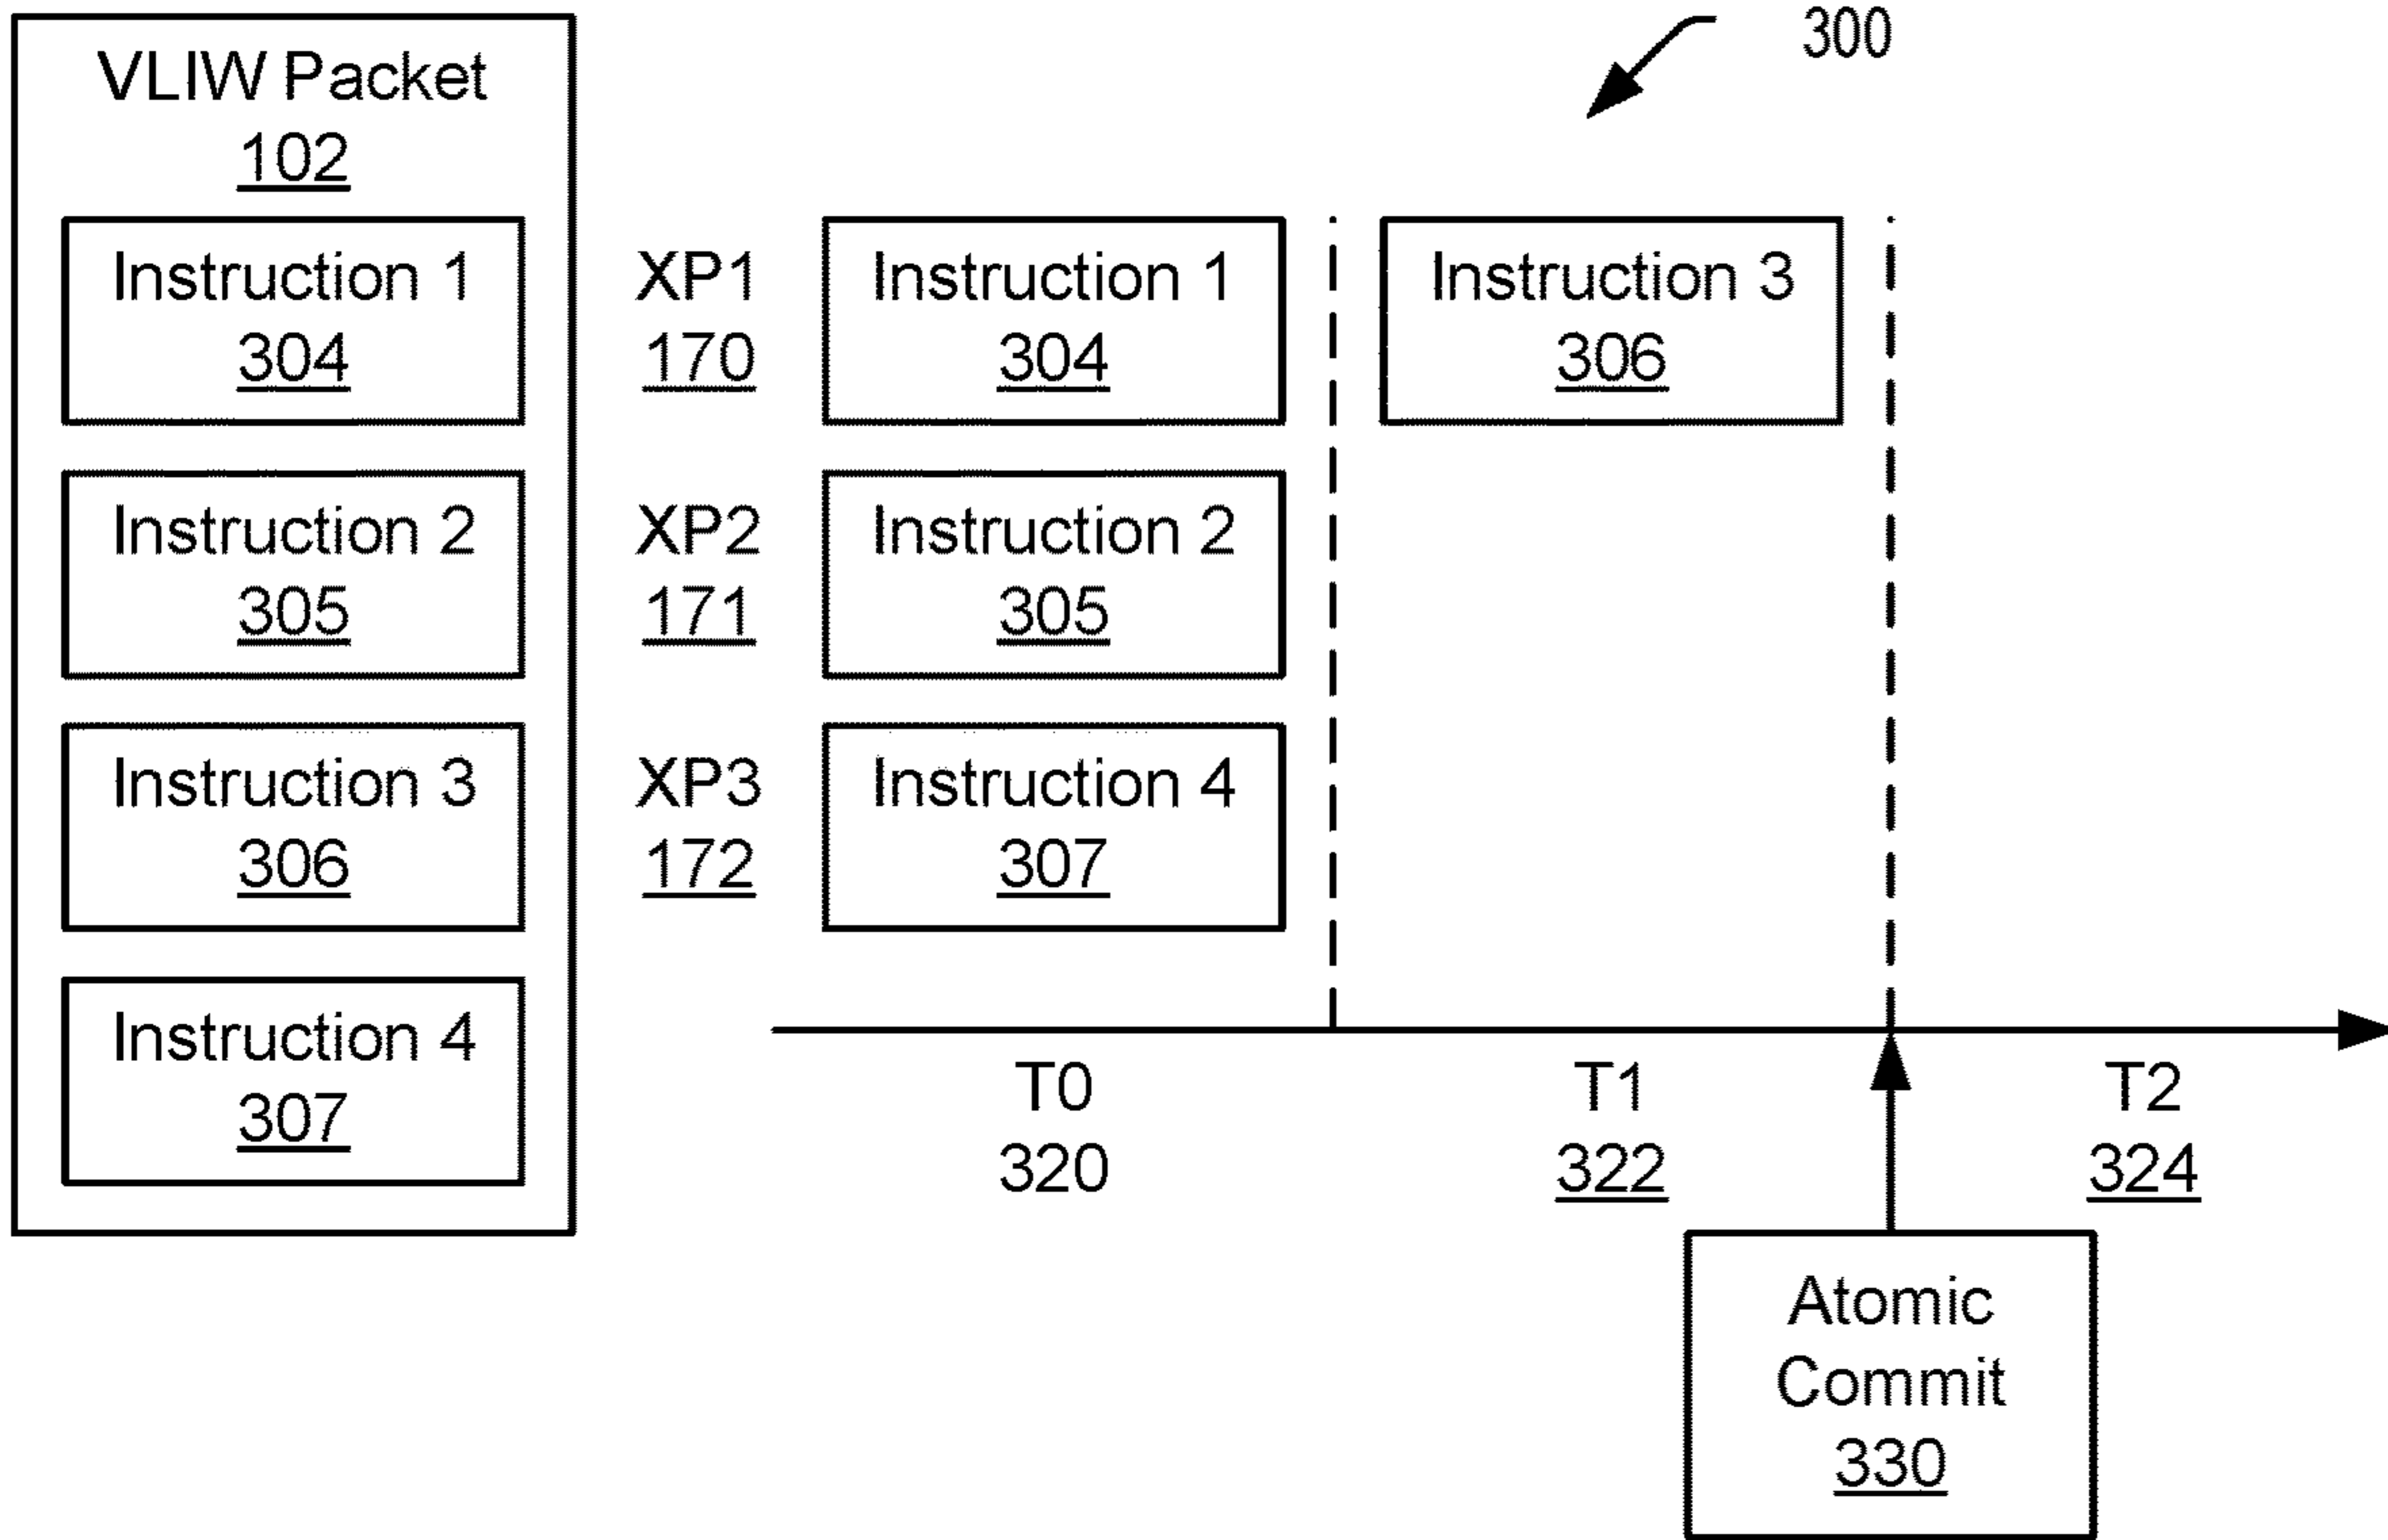 300
VLIW Packet
102
Instruction 1
304
Instruction 2
305
Instruction 3
306
Instruction 4
307
XP1
170
Instruction 1
304
Instruction 3
306
XP2
171
Instruction 2
305
XP3
172
Instruction 4
307
T0
320
T1
322
T2
324
Atomic
Commit
330